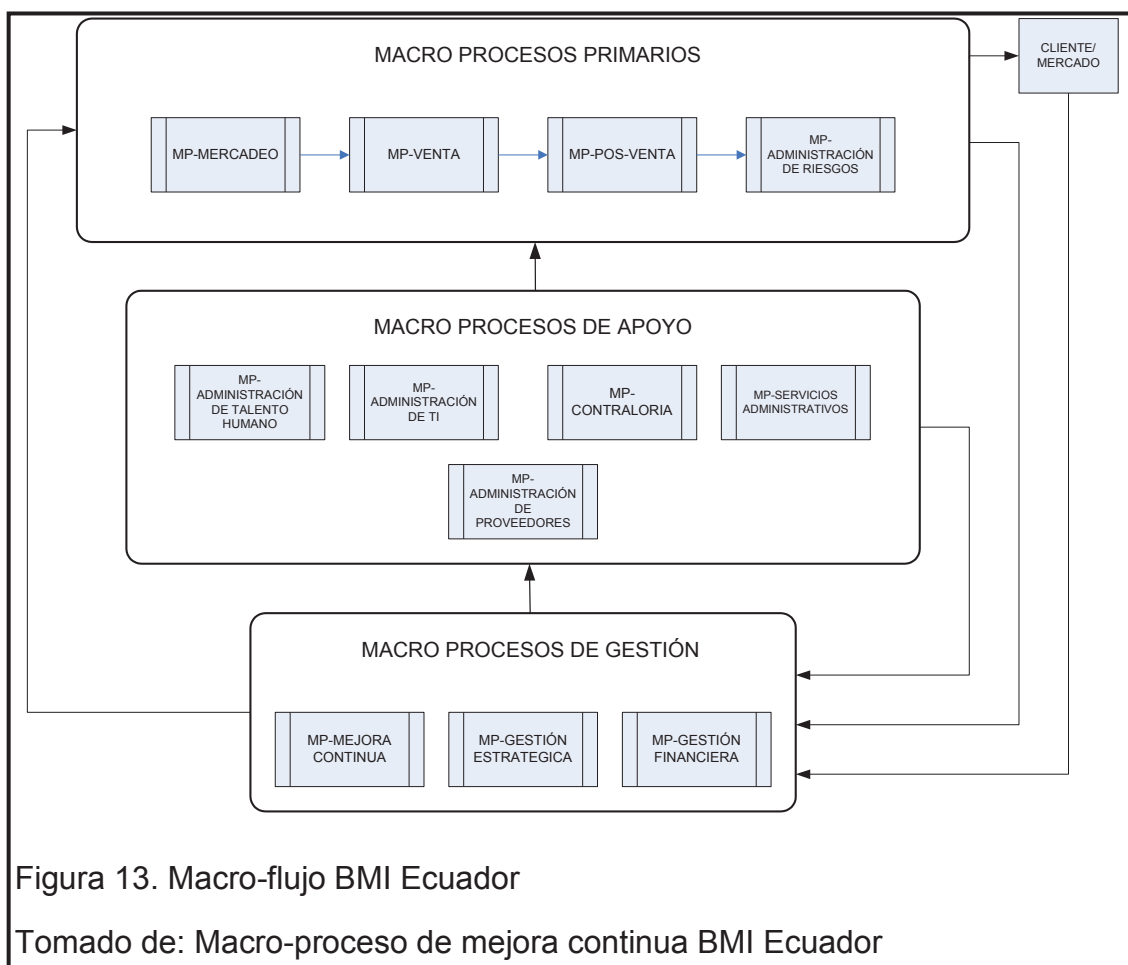 MACRO PROCESOS PRIMARIOS
CLIENTE/
MERCADO
MP-MERCADEO
MP-VENTA
MP-POS-VENTA
MP-
ADMINISTRACIÓN
DE RIESGOS
MACRO PROCESOS DE APOYO
MP-
ADMINISTRACIÓN
DE TALENTO
HUMANO
MP-
ADMINISTRACIÓN
DE TI
MP-
CONTRALORIA
MP-SERVICIOS
ADMINISTRATIVOS
MP-
ADMINISTRACIÓN
DE
PROVEEDORES
MACRO PROCESOS DE GESTIÓN
MP-MEJORA
CONTINUA
MP-GESTIÓN
ESTRATEGICA
MP-GESTIÓN
FINANCIERA
Figura 13. Macro-flujo BMI Ecuador
Tomado de: Macro-proceso de mejora continua BMI Ecuador